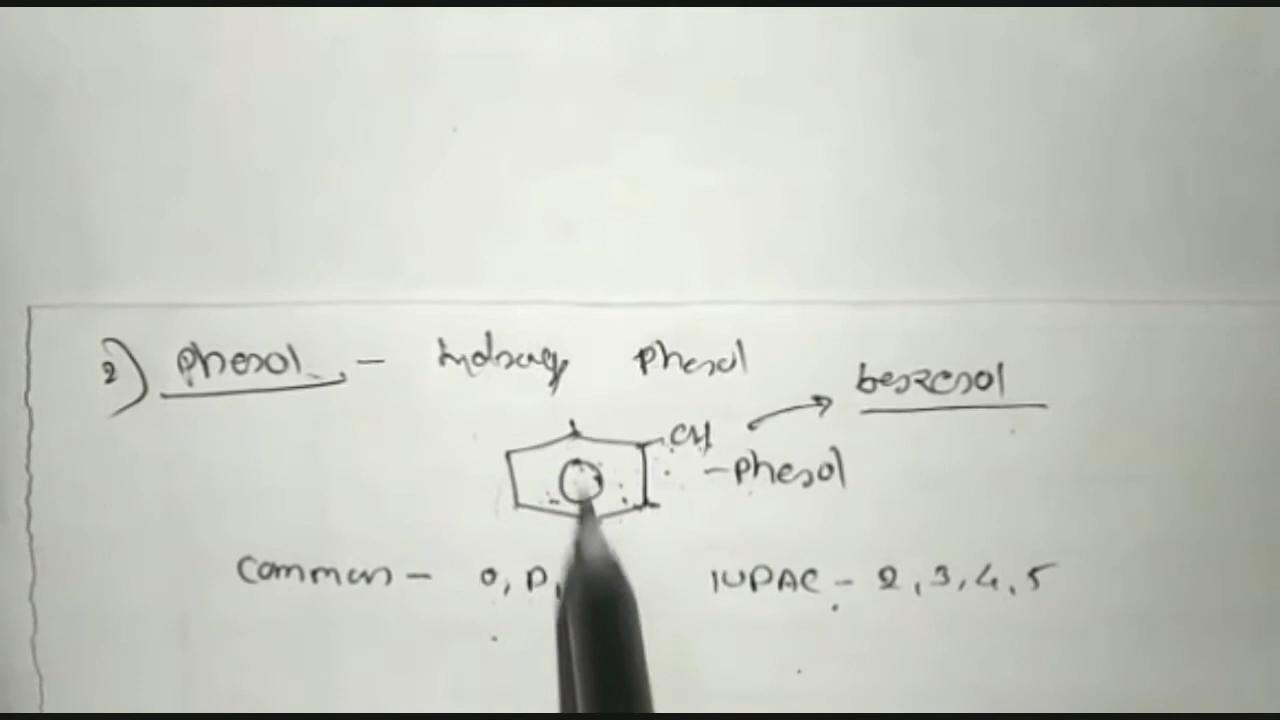 2) phenol - hydroxy phenol
benzenol
OH
- phenol
common - o, p, IUPAC - 2, 3, 4, 5